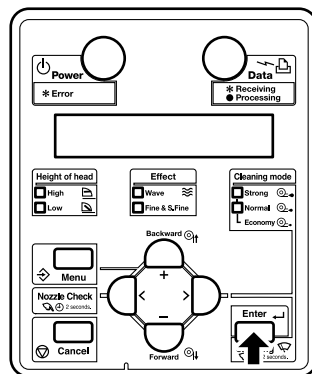 Power
Data
* Error
* Receiving
● Processing
Height of head
Effect
Cleaning mode
High
Low
Wave
Fine & S.Fine
Strong
Normal
Economy
Backward
Menu
+
< >
−
Nozzle Check
2 seconds.
Enter
Cancel
Forward
2 seconds.